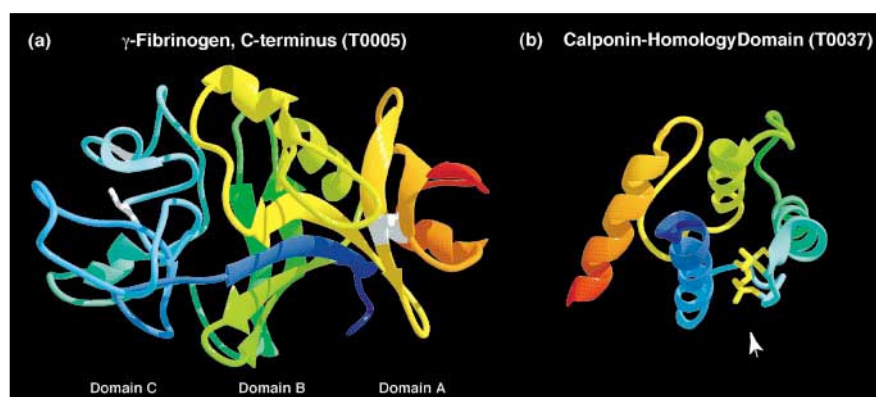 (a) γ-Fibrinogen, C-terminus (T0005)
(b) Calponin-HomologyDomain (T0037)
Domain C Domain B Domain A